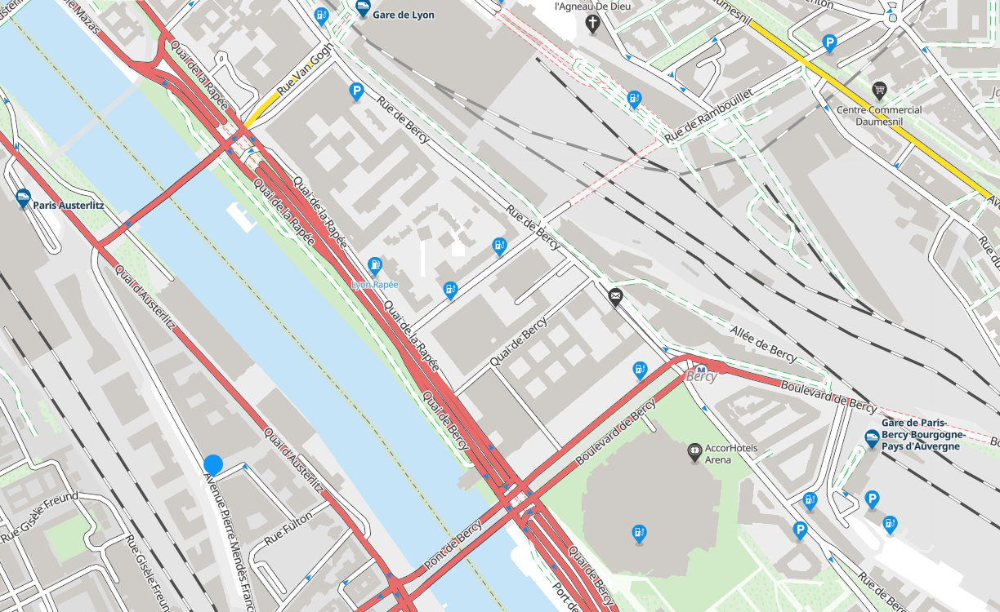 l'Agneau De Dieu
Gare de Lyon
Rue Van Gogh
Quai de la Rapée
Daumesnil
Centre Commercial
Daumesnil
Rue de Rambouillet
Rue de Bercy
Paris Austerlitz
Quai de la Rapée
Quai de la Rapée
Rue de Bercy
Lyon Rapée
Quai d'Austerlitz
Quai de la Rapée
Quai de Bercy
Allée de Bercy
Bercy
Boulevard de Bercy
Quai de Bercy
Boulevard de Bercy
Gare de Paris-
Bercy Bourgogne-
Pays d'Auvergne
AccorHotels
Arena
Quai d'Austerlitz
Rue Gisèle Freund
Avenue Pierre Mendès France
Rue Fulton
Rue Gisèle Freund
Pont de Bercy
Quai de Bercy
Port de
Rue de Bercy